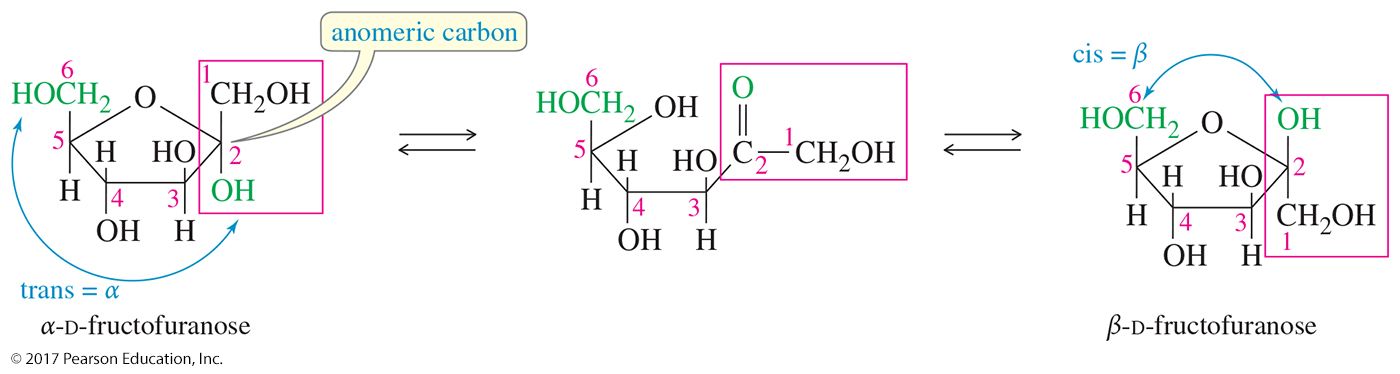 anomeric carbon
6
HOCH2
O
1
CH2OH
5
H
HO
2
H
4
3
OH
OH
H
trans = α
α-D-fructofuranose
6
HOCH2
OH
O
5
H
HO
C
2
1
CH2OH
H
4
3
OH
H
cis = β
6
HOCH2
O
OH
5
H
HO
2
H
4
3
CH2OH
1
OH
H
β-D-fructofuranose
© 2017 Pearson Education, Inc.